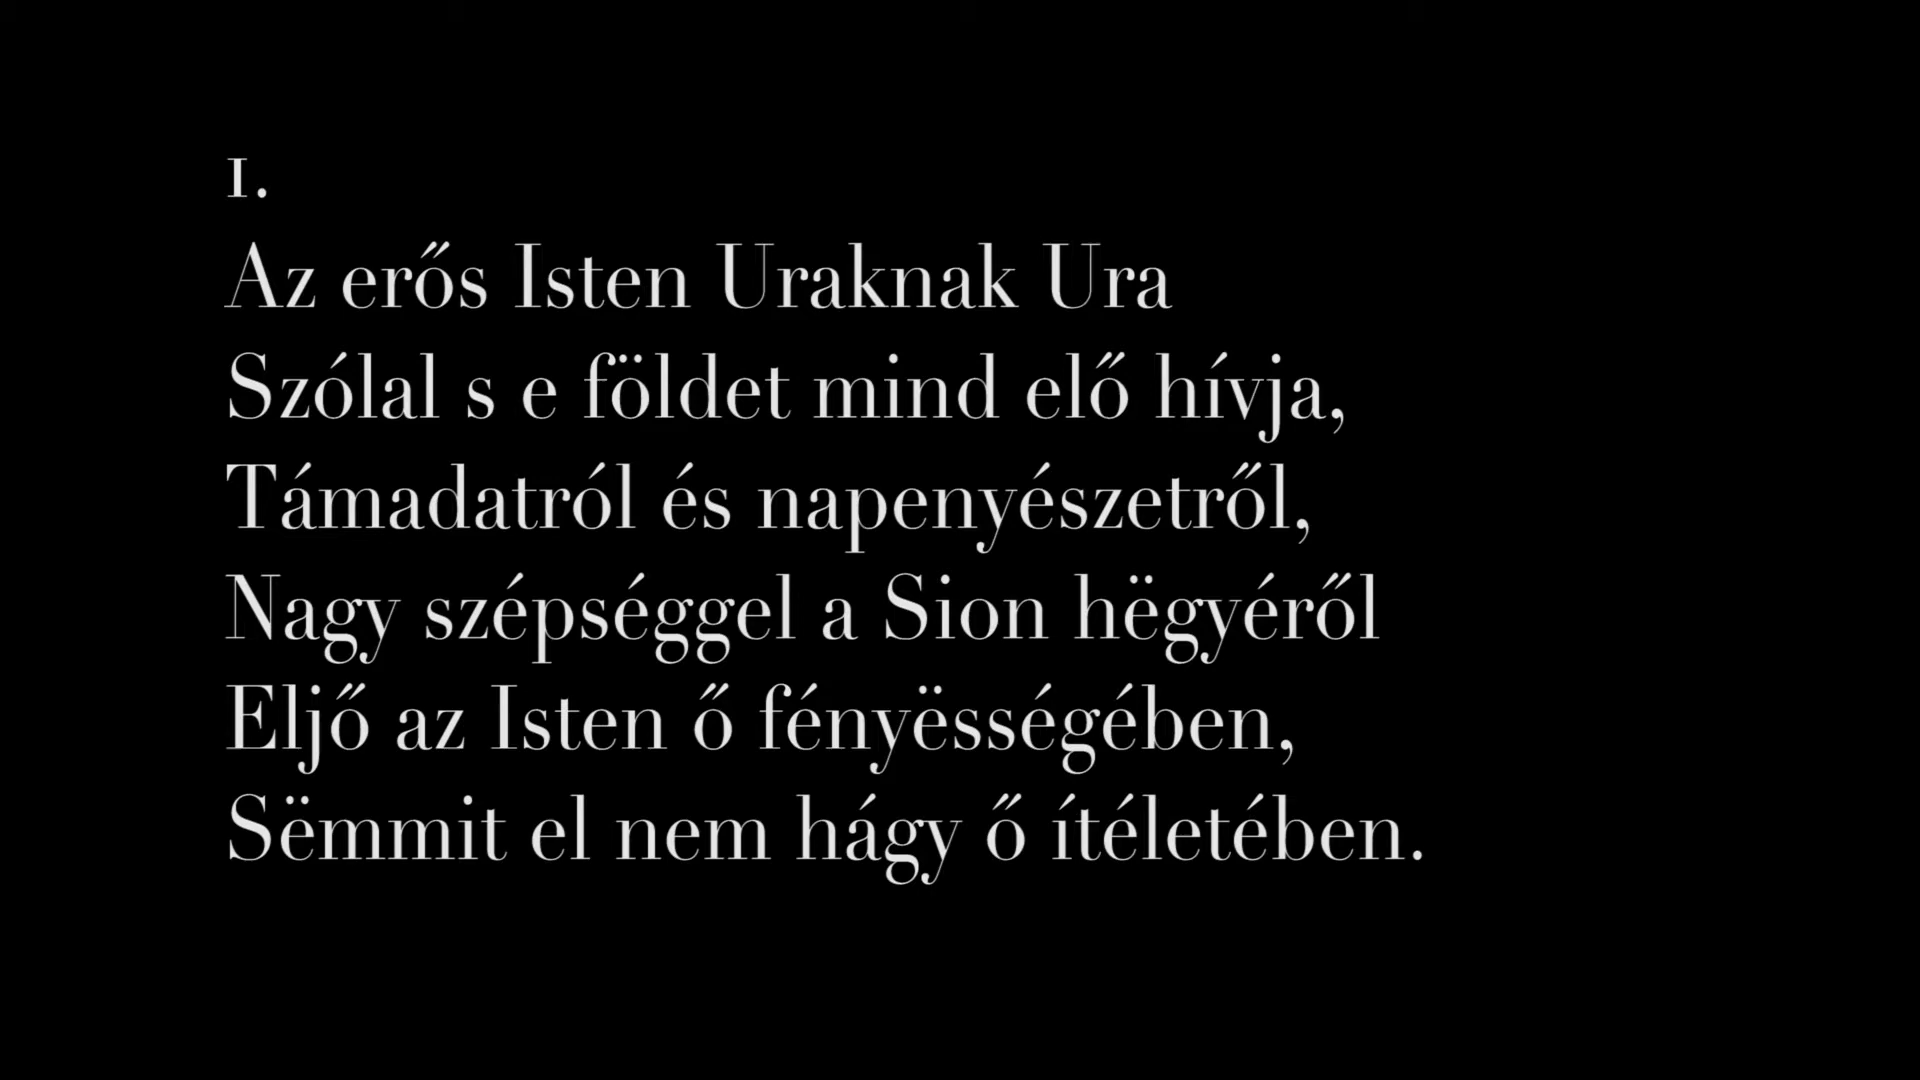 1.
Az erős Isten Uraknak Ura
Szólal s e földet mind elő hívja,
Támadatról és napenyészetről,
Nagy szépséggel a Sion hëgyéről
Eljő az Isten ő fényësségében,
Sëmmit el nem hágy ő ítéletében.